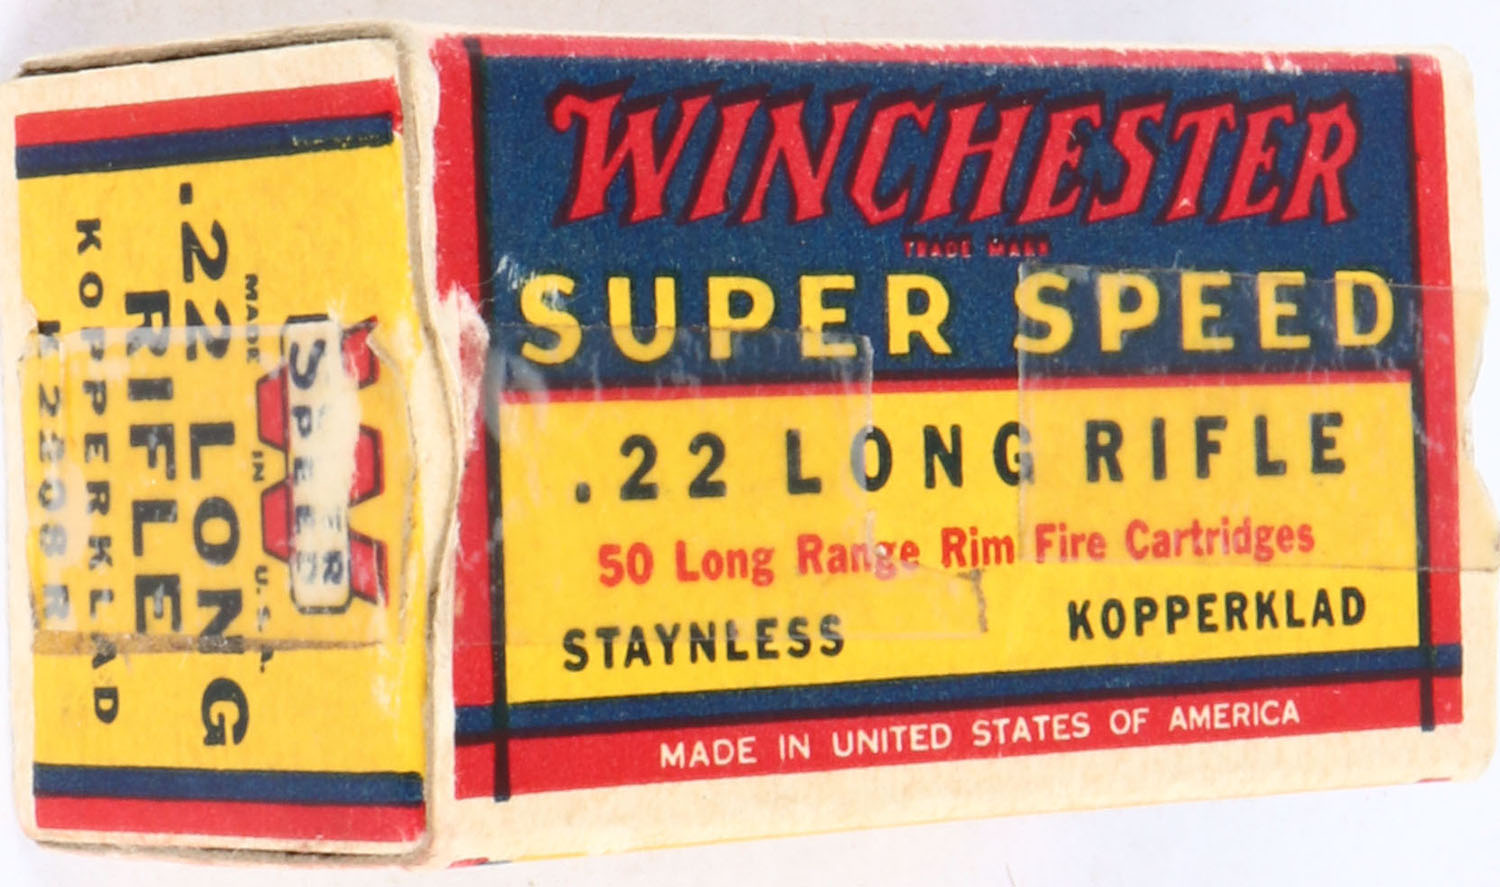 WINCHESTER
TRADE MARK
SUPER SPEED
.22 LONG RIFLE
50 Long Range Rim Fire Cartridges
STAYNLESS KOPPERKLAD
MADE IN UNITED STATES OF AMERICA
SPEED
MADE IN U.S.A.
.22 LONG
RIFLE
KOPPERKLAD